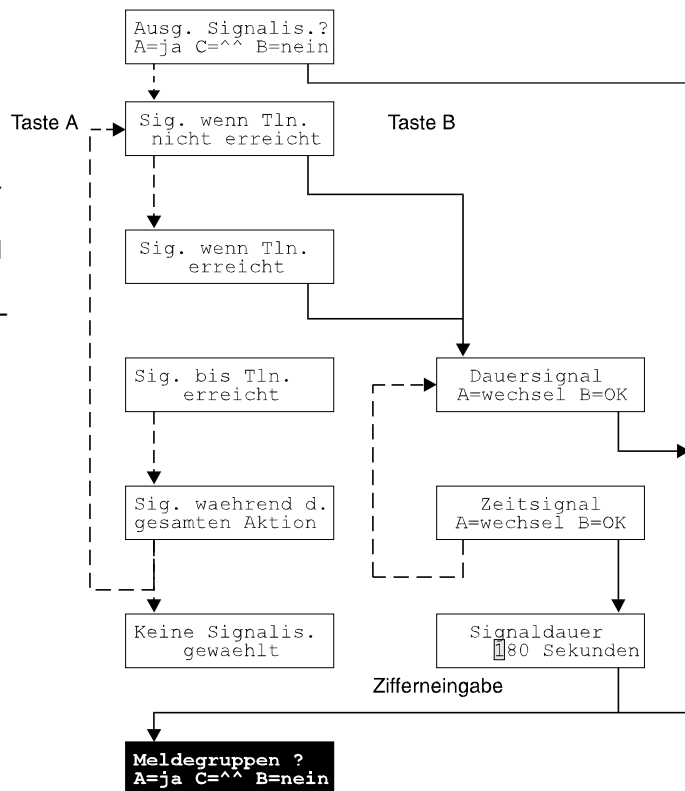 Ausg. Signalis.?
A=ja C=^^ B=nein
Taste A
Sig. wenn Tln.
nicht erreicht
Taste B
Sig. wenn Tln.
erreicht
Sig. bis Tln.
erreicht
Dauersignal
A=wechsel B=OK
Sig. waehrend d.
gesamten Aktion
Zeitsignal
A=wechsel B=OK
Keine Signalis.
gewaehlt
Signaldauer
180 Sekunden
Zifferneingabe
Meldegruppen ?
A=ja C=^^ B=nein